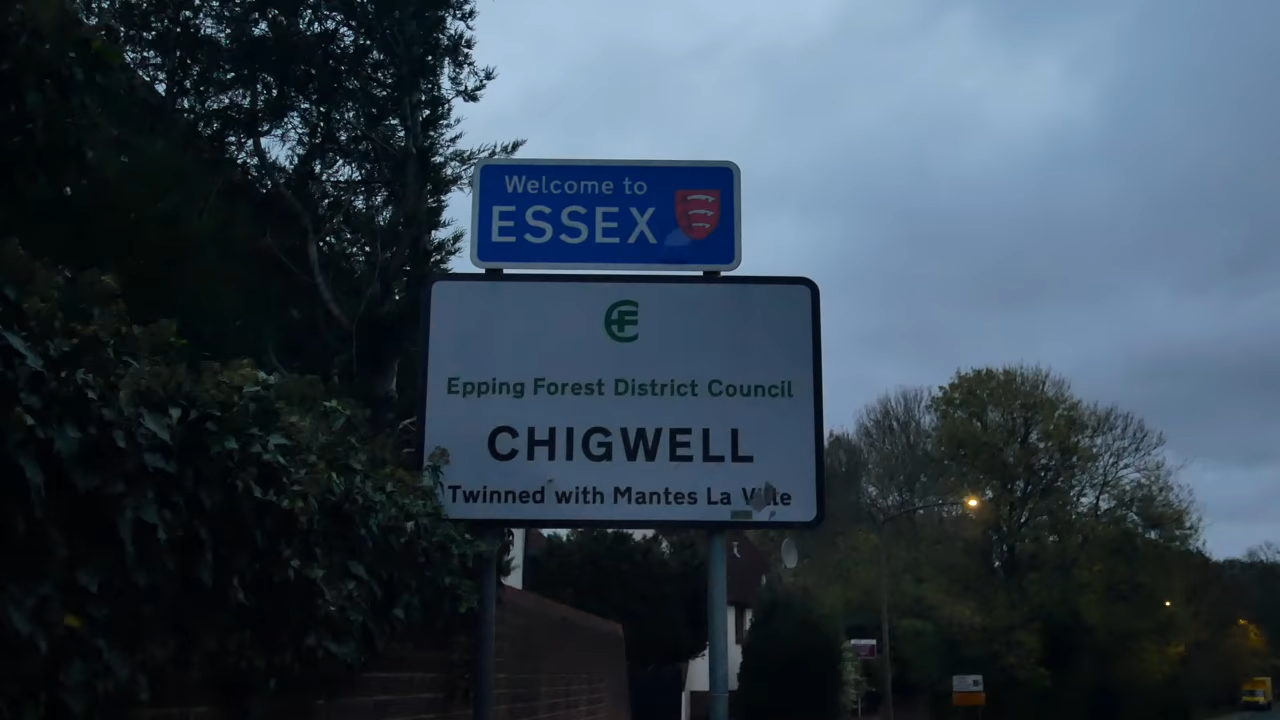 Welcome to
ESSEX
Epping Forest District Council
CHIGWELL
Twinned with Mantes La Ville